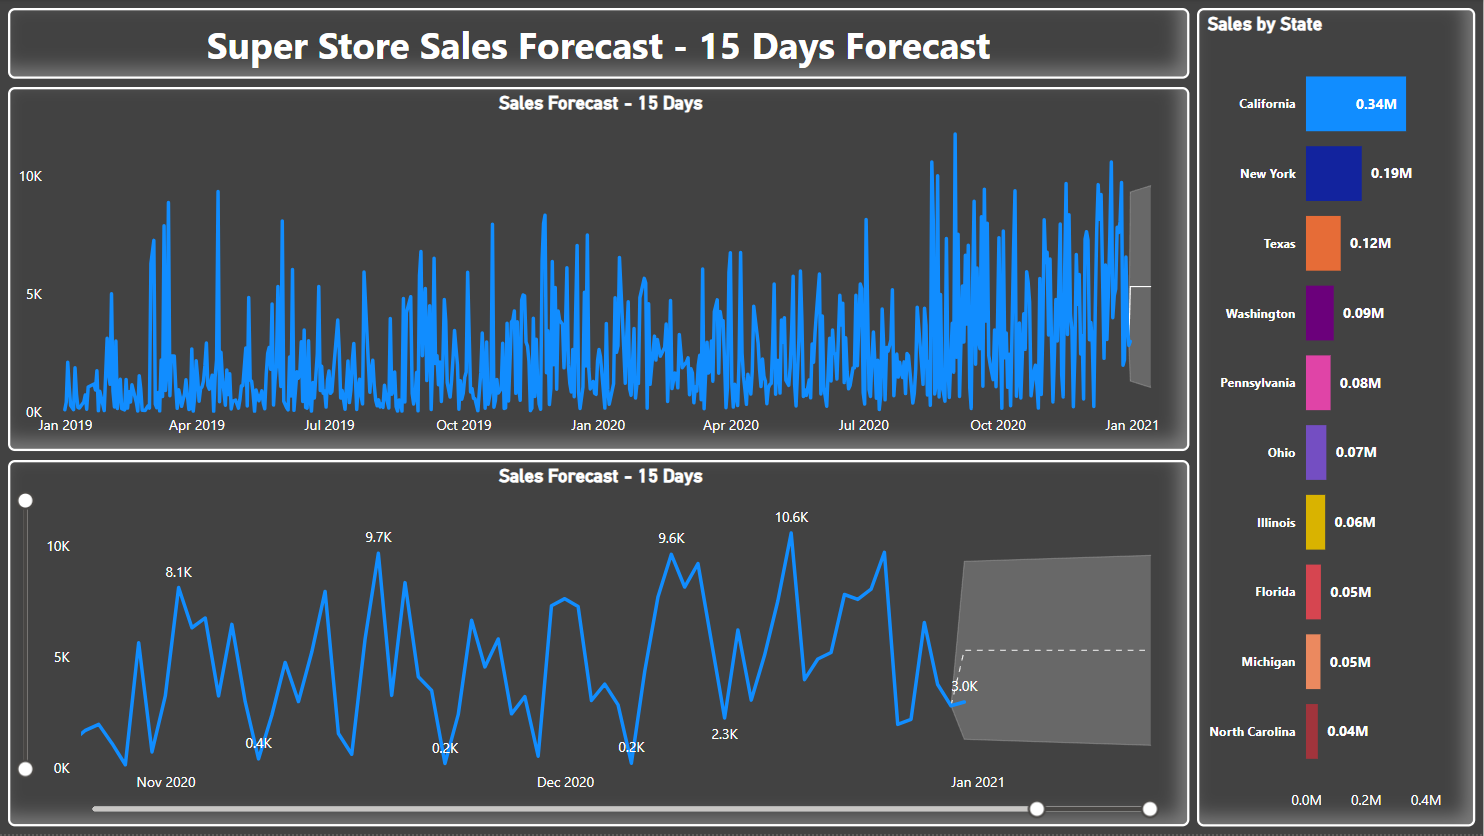 Super Store Sales Forecast - 15 Days Forecast
Sales Forecast - 15 Days
10K
5K
0K
Jan 2019 Apr 2019 Jul 2019 Oct 2019 Jan 2020 Apr 2020 Jul 2020 Oct 2020 Jan 2021
Sales Forecast - 15 Days
10K
5K
0K
8.1K
0.4K
9.7K
0.2K
0.2K
9.6K
2.3K
10.6K
3.0K
Nov 2020 Dec 2020 Jan 2021
Sales by State
California 0.34M
New York 0.19M
Texas 0.12M
Washington 0.09M
Pennsylvania 0.08M
Ohio 0.07M
Illinois 0.06M
Florida 0.05M
Michigan 0.05M
North Carolina 0.04M
0.0M 0.2M 0.4M